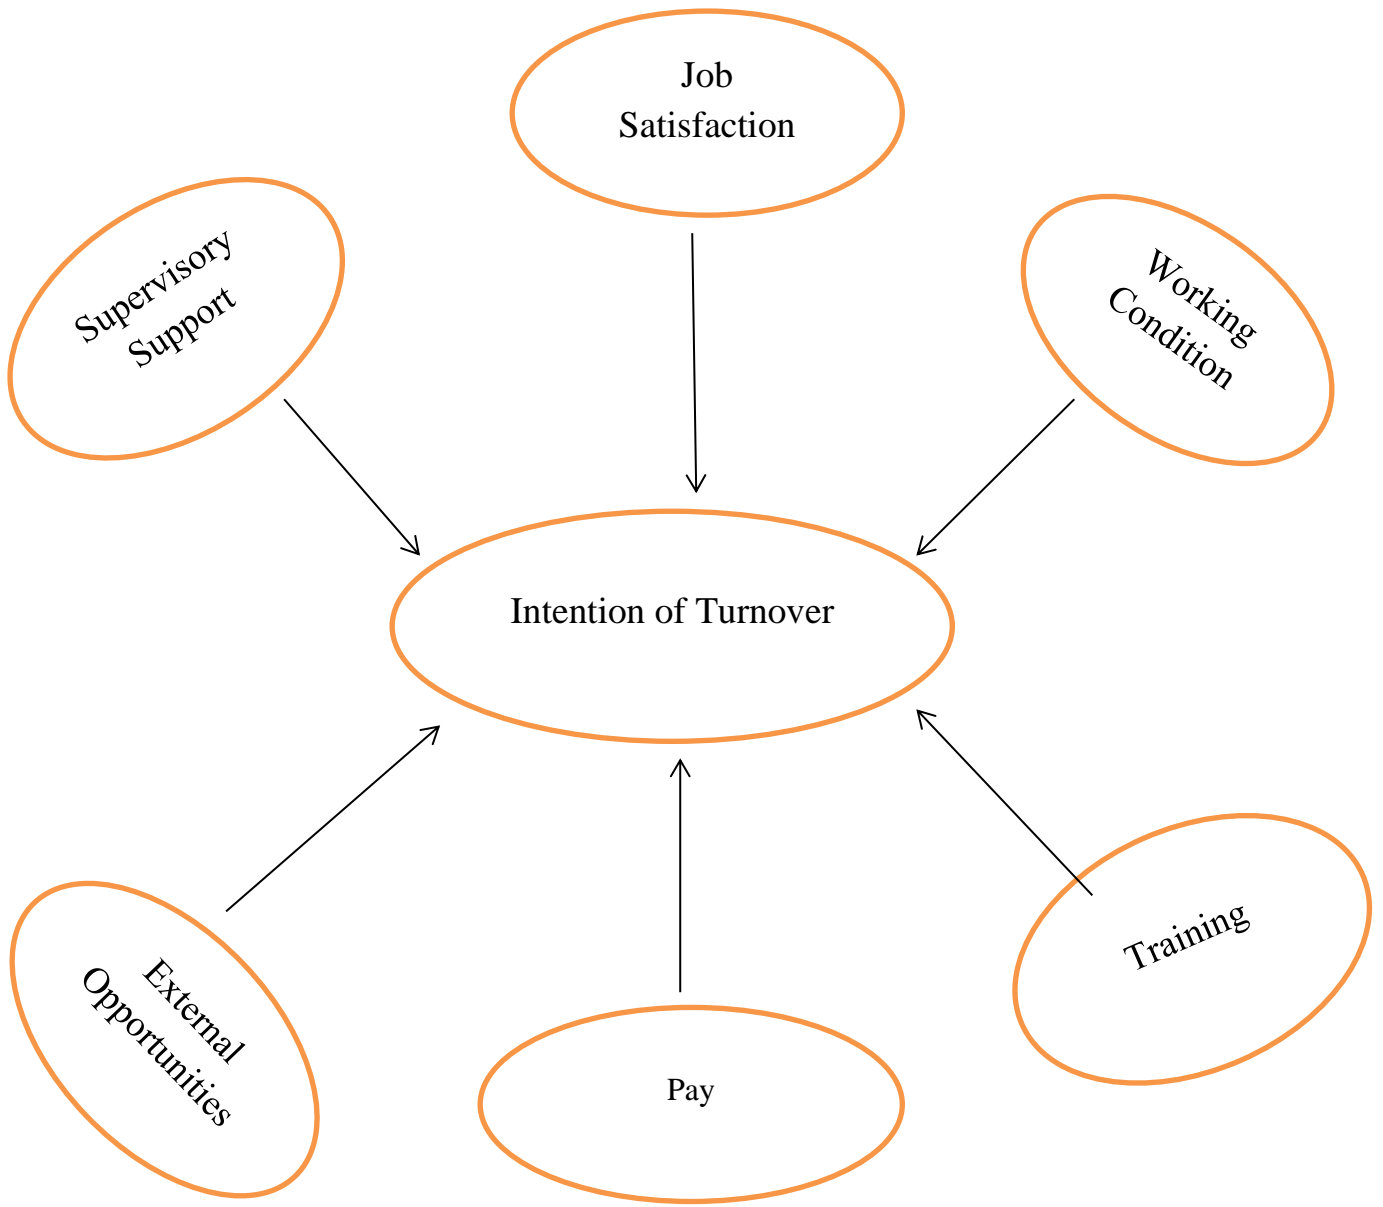 Job
Satisfaction
Supervisory
Support
Working
Condition
Intention of Turnover
External
Opportunities
Pay
Training